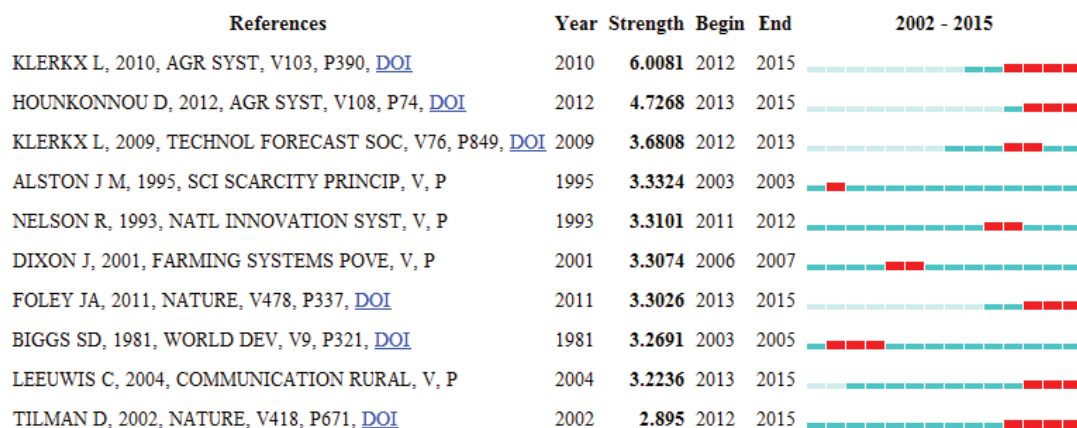 References Year Strength Begin End 2002 - 2015
KLERKX L, 2010, AGR SYST, V103, P390, DOI 2010 6.0081 2012 2015
HOUNKONNOU D, 2012, AGR SYST, V108, P74, DOI 2012 4.7268 2013 2015
KLERKX L, 2009, TECHNOL FORECAST SOC, V76, P849, DOI 2009 3.6808 2012 2013
ALSTON J M, 1995, SCI SCARCITY PRINCIP, V, P 1995 3.3324 2003 2003
NELSON R, 1993, NATL INNOVATION SYST, V, P 1993 3.3101 2011 2012
DIXON J, 2001, FARMING SYSTEMS POVE, V, P 2001 3.3074 2006 2007
FOLEY JA, 2011, NATURE, V478, P337, DOI 2011 3.3026 2013 2015
BIGGS SD, 1981, WORLD DEV, V9, P321, DOI 1981 3.2691 2003 2005
LEEUWIS C, 2004, COMMUNICATION RURAL, V, P 2004 3.2236 2013 2015
TILMAN D, 2002, NATURE, V418, P671, DOI 2002 2.895 2012 2015